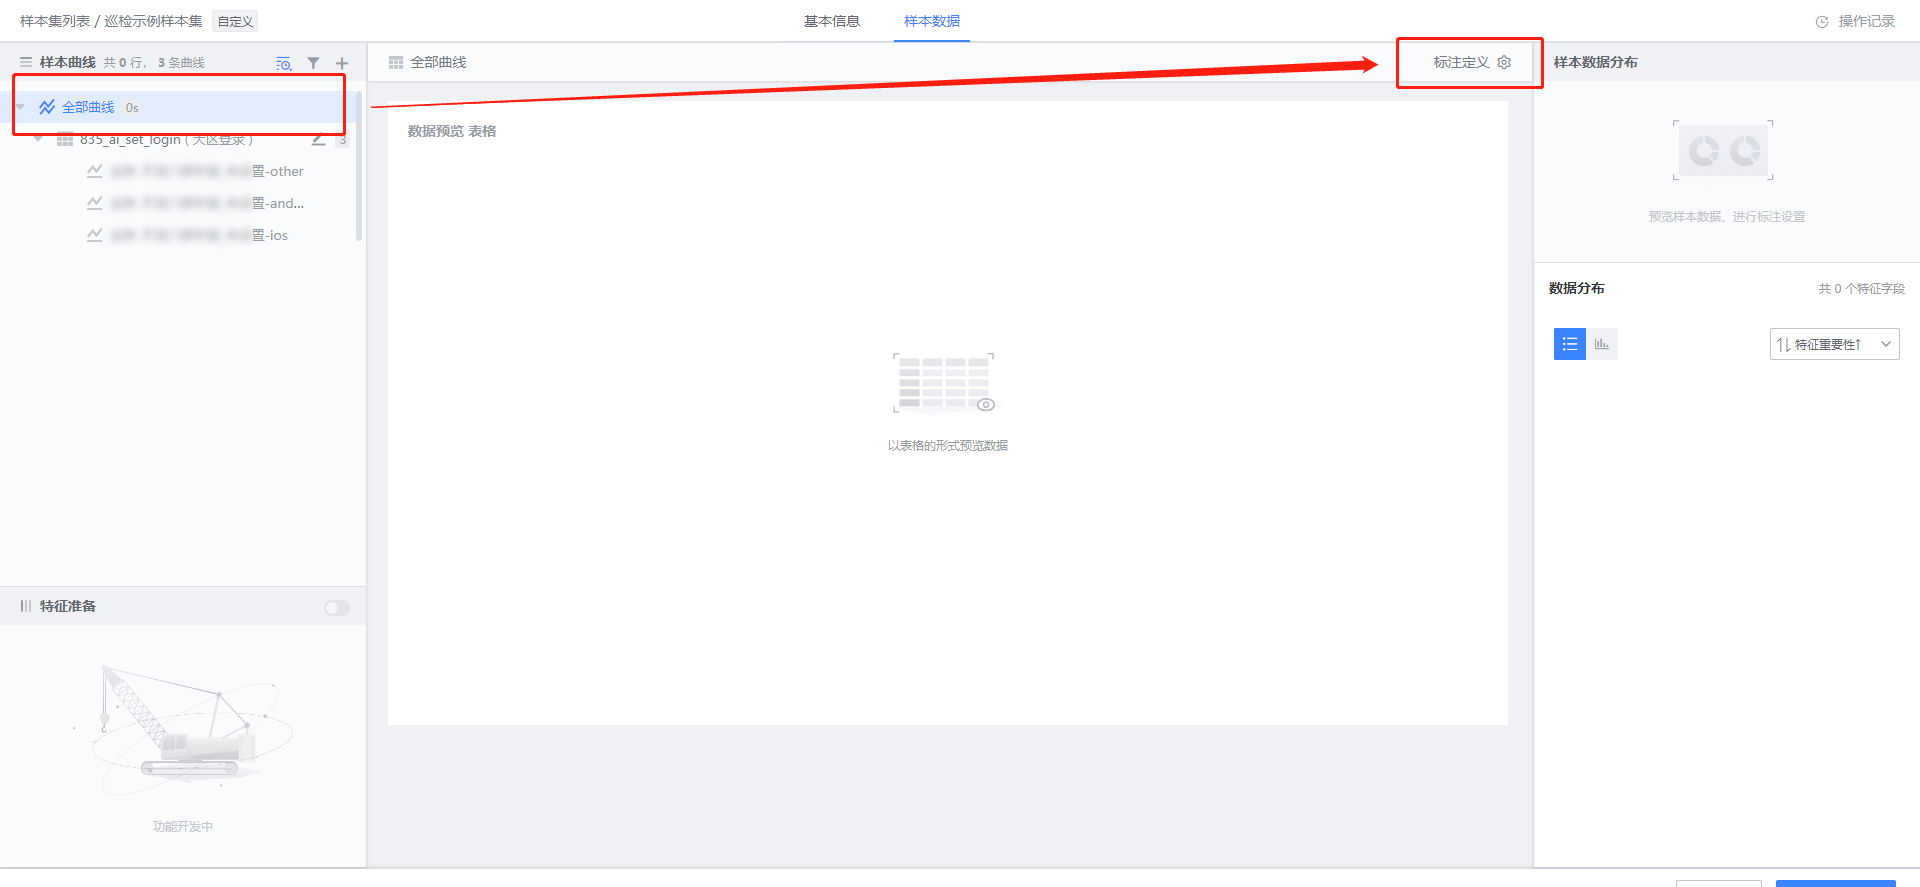 样本集列表 / 巡检示例样本集 自定义
基本信息
样本数据
操作记录
样本曲线 共 0 行， 3 条曲线
全部曲线 0s
835_ai_set_login ( 大区登录 ) 3
置-other
置-and...
置-ios
特征准备
功能开发中
全部曲线
标注定义
数据预览 表格
以表格的形式预览数据
样本数据分布
预览样本数据、进行标注设置
数据分布 共 0 个特征字段
特征重要性↑